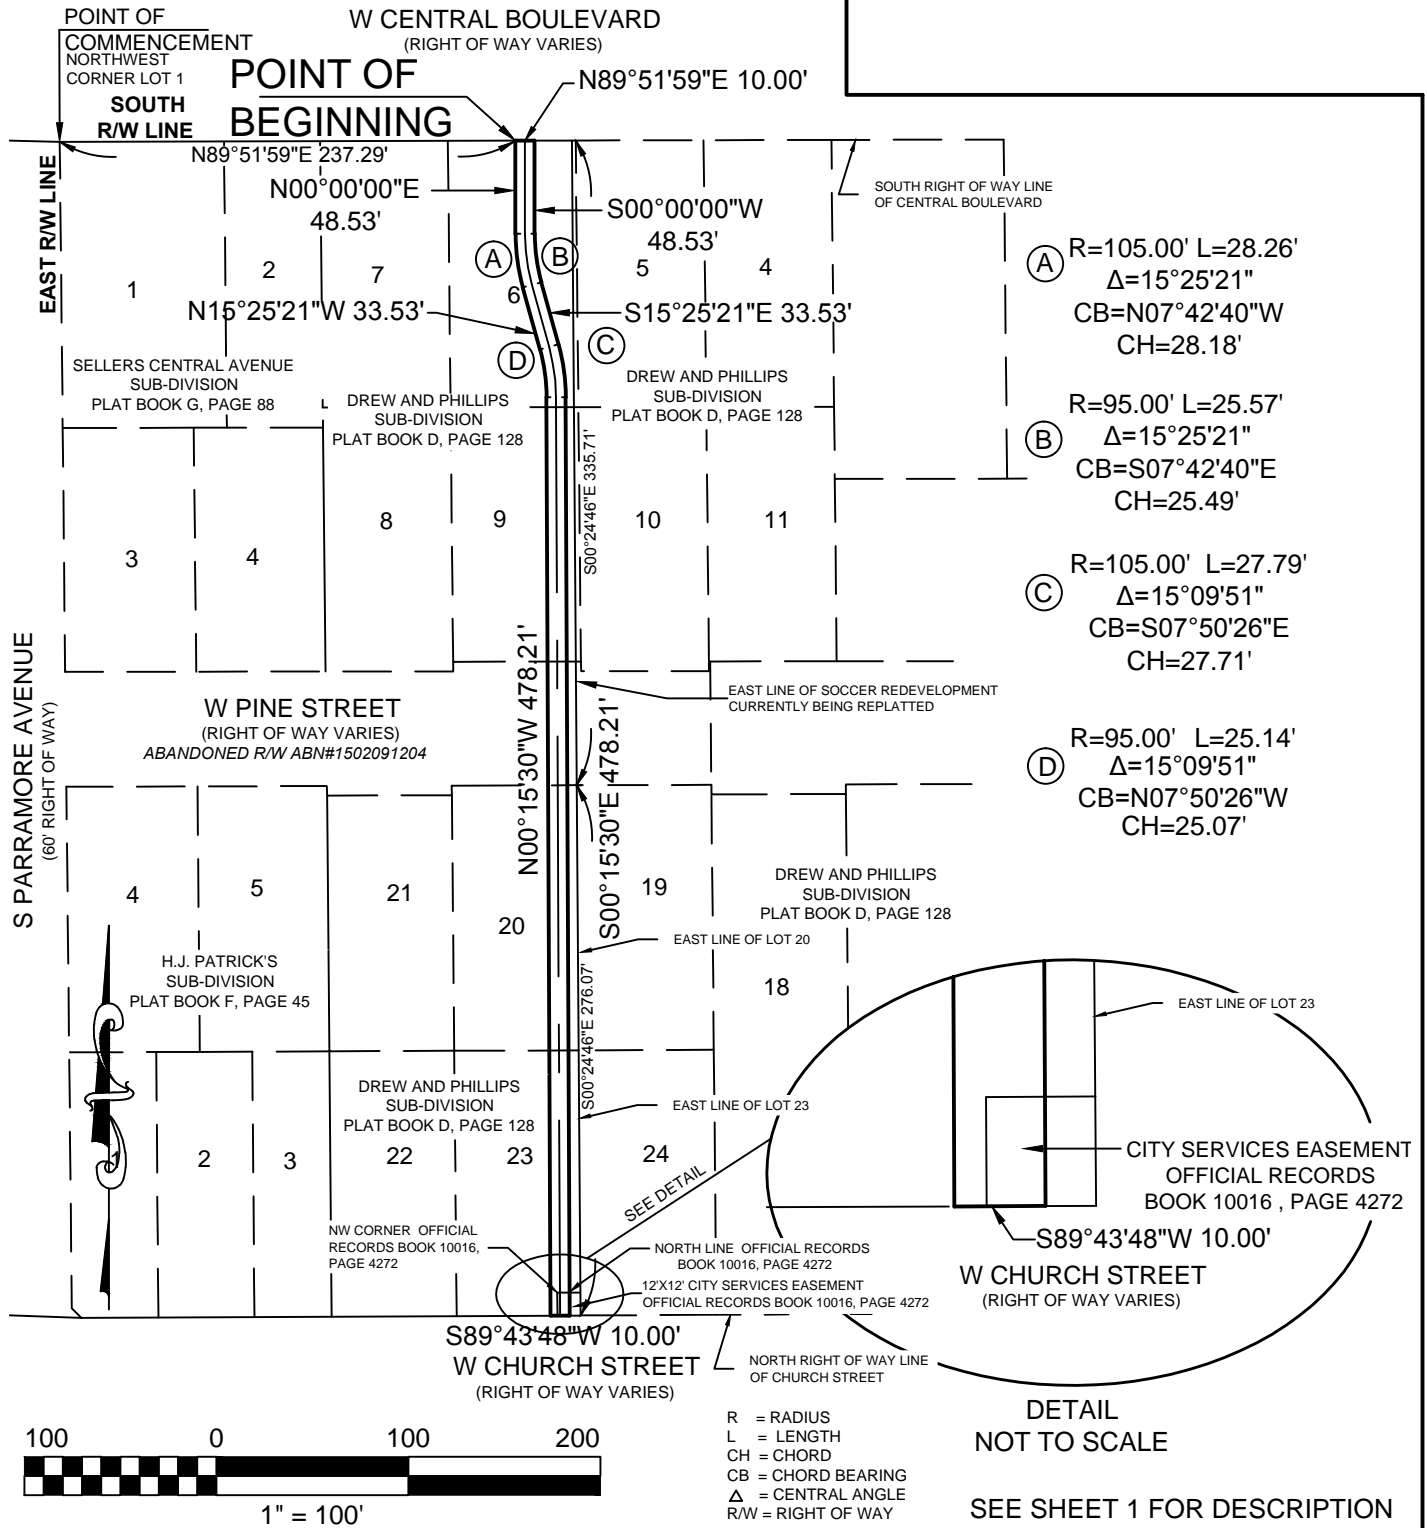 POINT OF
COMMENCEMENT
NORTHWEST
CORNER LOT 1
W CENTRAL BOULEVARD
(RIGHT OF WAY VARIES)
SOUTH
R/W LINE
POINT OF
BEGINNING
N89°51'59"E 10.00'
N89°51'59"E 237.29'
EAST R/W LINE
N00°00'00"E
48.53'
S00°00'00"W
48.53'
SOUTH RIGHT OF WAY LINE
OF CENTRAL BOULEVARD
1
2
7
A
B
6
5
4
N15°25'21"W 33.53'
S15°25'21"E 33.53'
D
C
SELLERS CENTRAL AVENUE
SUB-DIVISION
PLAT BOOK G, PAGE 88
DREW AND PHILLIPS
SUB-DIVISION
PLAT BOOK D, PAGE 128
DREW AND PHILLIPS
SUB-DIVISION
PLAT BOOK D, PAGE 128
A
R=105.00' L=28.26'
Δ=15°25'21"
CB=N07°42'40"W
CH=28.18'
B
R=95.00' L=25.57'
Δ=15°25'21"
CB=S07°42'40"E
CH=25.49'
C
R=105.00' L=27.79'
Δ=15°09'51"
CB=S07°50'26"E
CH=27.71'
D
R=95.00' L=25.14'
Δ=15°09'51"
CB=N07°50'26"W
CH=25.07'
S00°24'46"E 335.71'
3
4
8
9
10
11
S PARRAMORE AVENUE
(60' RIGHT OF WAY)
W PINE STREET
(RIGHT OF WAY VARIES)
ABANDONED R/W ABN#1502091204
N00°15'30"W 478.21'
S00°15'30"E 478.21'
EAST LINE OF SOCCER REDEVELOPMENT
CURRENTLY BEING REPLATTED
4
5
21
20
19
18
DREW AND PHILLIPS
SUB-DIVISION
PLAT BOOK D, PAGE 128
EAST LINE OF LOT 20
H.J. PATRICK'S
SUB-DIVISION
PLAT BOOK F, PAGE 45
S00°24'46"E 276.07'
DREW AND PHILLIPS
SUB-DIVISION
PLAT BOOK D, PAGE 128
EAST LINE OF LOT 23
1
2
3
22
23
24
SEE DETAIL
NW CORNER OFFICIAL
RECORDS BOOK 10016,
PAGE 4272
NORTH LINE OFFICIAL RECORDS
BOOK 10016, PAGE 4272
12'X12' CITY SERVICES EASEMENT
OFFICIAL RECORDS BOOK 10016, PAGE 4272
S89°43'48"W 10.00'
W CHURCH STREET
(RIGHT OF WAY VARIES)
NORTH RIGHT OF WAY LINE
OF CHURCH STREET
EAST LINE OF LOT 23
CITY SERVICES EASEMENT
OFFICIAL RECORDS
BOOK 10016 , PAGE 4272
S89°43'48"W 10.00'
W CHURCH STREET
(RIGHT OF WAY VARIES)
DETAIL
NOT TO SCALE
100 0 100 200
1" = 100'
R = RADIUS
L = LENGTH
CH = CHORD
CB = CHORD BEARING
Δ = CENTRAL ANGLE
R/W = RIGHT OF WAY
SEE SHEET 1 FOR DESCRIPTION